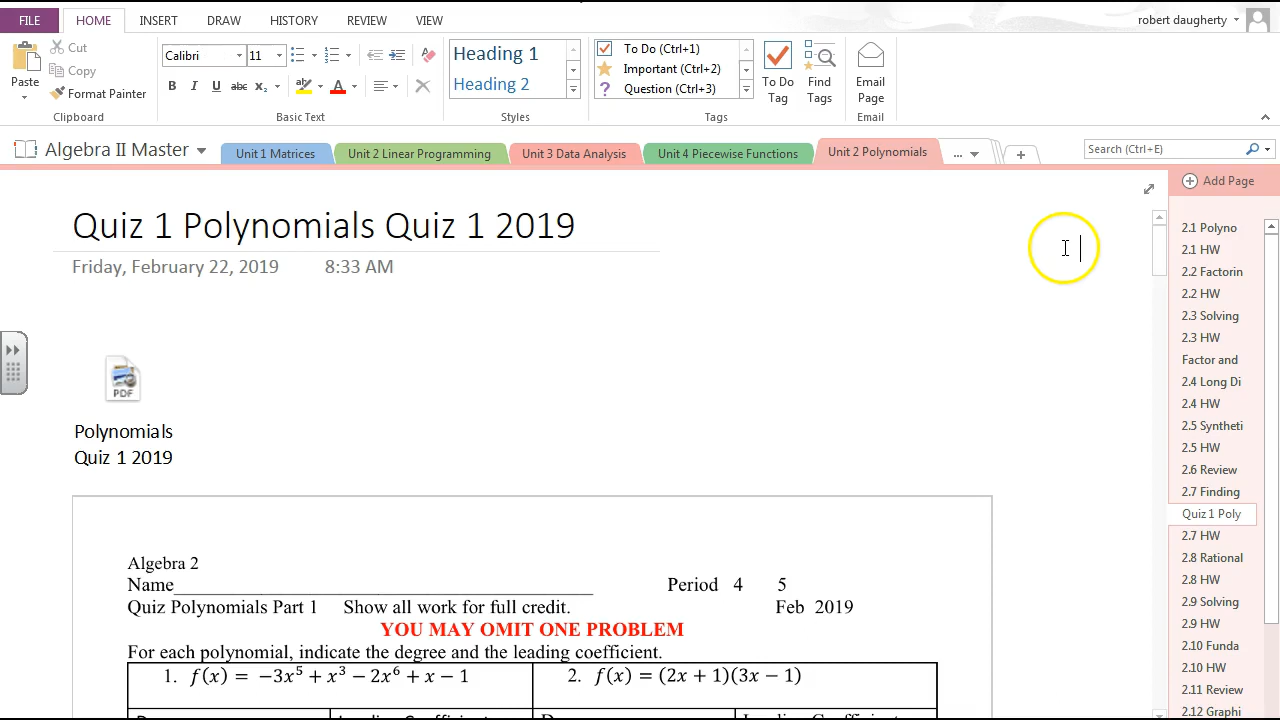 FILE HOME INSERT DRAW HISTORY REVIEW VIEW robert daugherty
Paste
Cut
Copy
Format Painter
Clipboard
Calibri 11
B I U abc x₂ A
Basic Text
Heading 1
Heading 2
Styles
To Do (Ctrl+1)
Important (Ctrl+2)
Question (Ctrl+3)
To Do Tag
Find Tags
Tags
Email Page
Email
Algebra II Master
Unit 1 Matrices Unit 2 Linear Programming Unit 3 Data Analysis Unit 4 Piecewise Functions Unit 2 Polynomials ... +
Search (Ctrl+E)
Quiz 1 Polynomials Quiz 1 2019
Friday, February 22, 2019 8:33 AM
PDF
Polynomials
Quiz 1 2019
Algebra 2
Name Period 4 5
Quiz Polynomials Part 1 Show all work for full credit. Feb 2019
YOU MAY OMIT ONE PROBLEM
For each polynomial, indicate the degree and the leading coefficient.
1. f(x) = −3x⁵ + x³ − 2x⁶ + x − 1 2. f(x) = (2x + 1)(3x − 1)
Add Page
2.1 Polyno
2.1 HW
2.2 Factorin
2.2 HW
2.3 Solving
2.3 HW
Factor and
2.4 Long Di
2.4 HW
2.5 Syntheti
2.5 HW
2.6 Review
2.7 Finding
Quiz 1 Poly
2.7 HW
2.8 Rational
2.8 HW
2.9 Solving
2.9 HW
2.10 Funda
2.10 HW
2.11 Review
2.12 Graphi